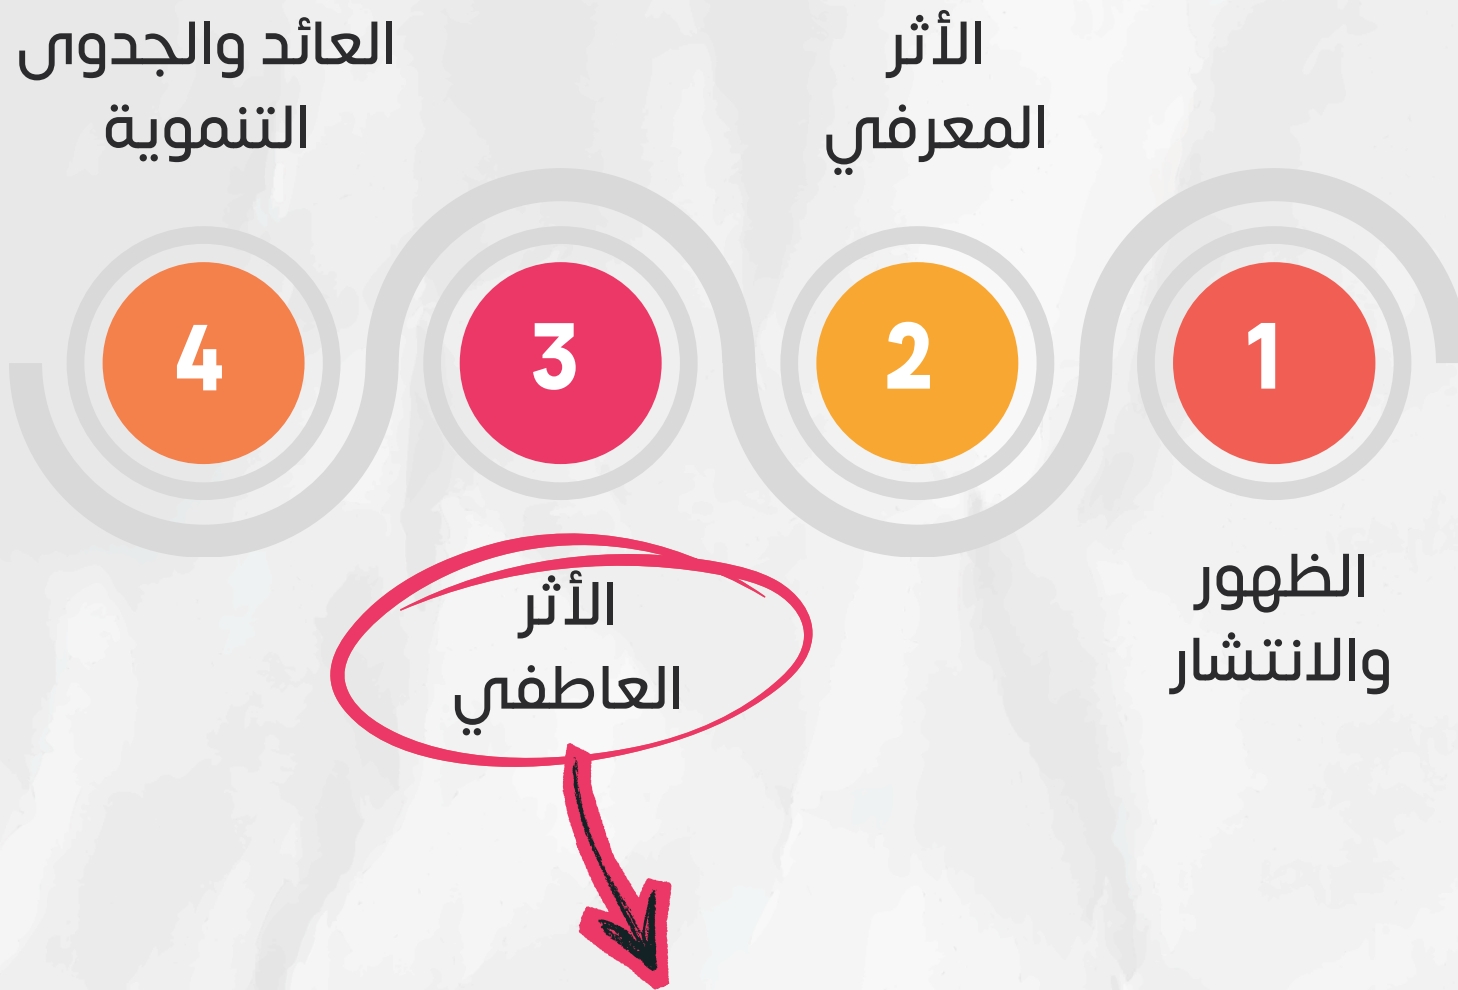 1
الظهور
والانتشار
2
الأثر
المعرفي
3
الأثر
العاطفي
4
العائد والجدوى
التنموية